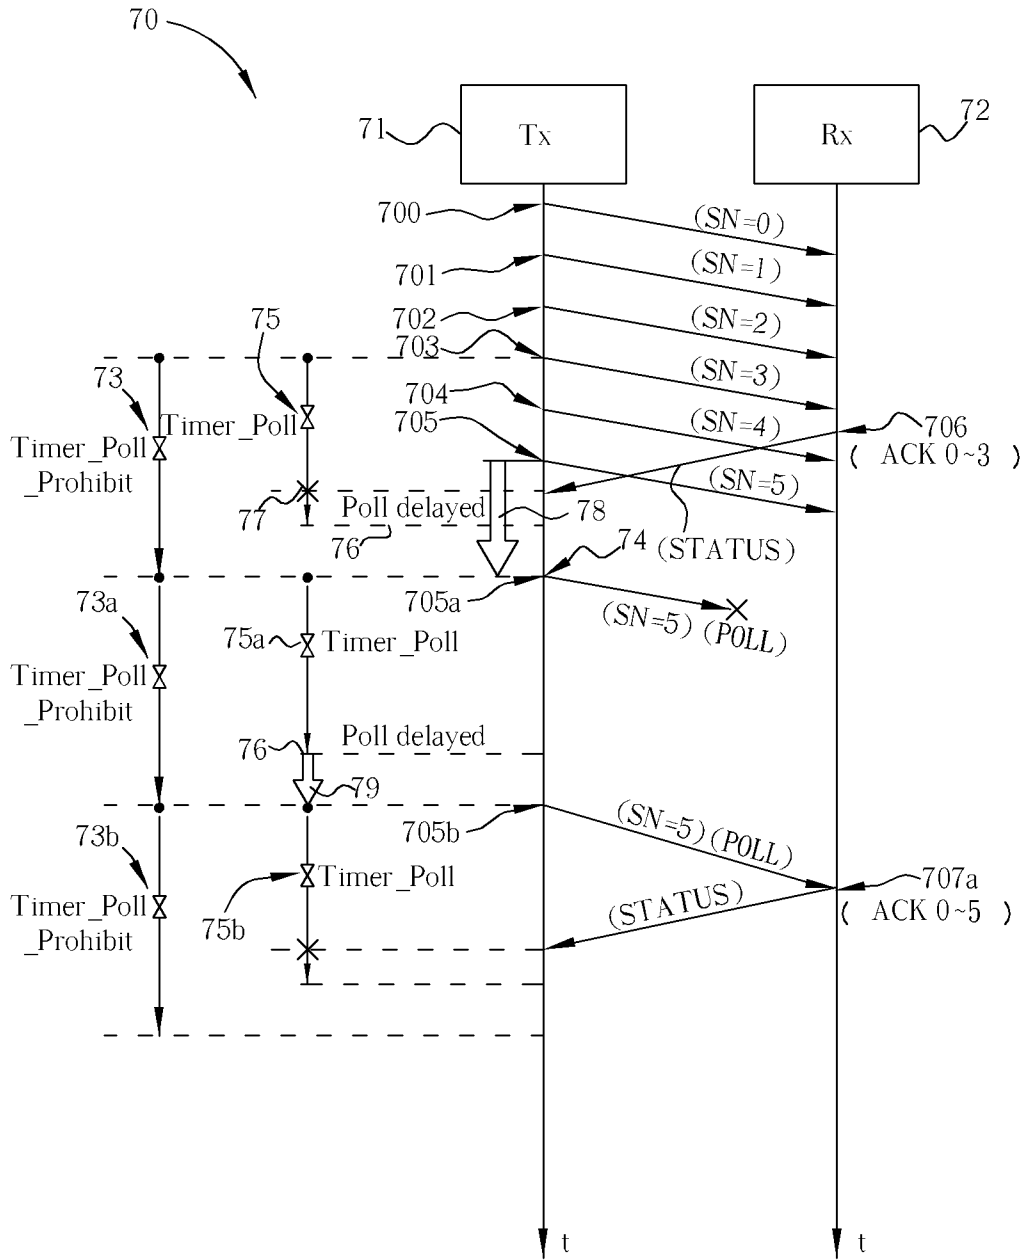 70
71
Tx
Rx
72
700
(SN=0)
701
(SN=1)
702
(SN=2)
75
703
(SN=3)
73
704
Timer_Poll
(SN=4)
706
705
Timer_Poll
_Prohibit
( ACK 0~3 )
(SN=5)
77
Poll delayed
78
76
74
(STATUS)
73a
705a
75a
Timer_Poll
(SN=5) (POLL)
Timer_Poll
_Prohibit
76
Poll delayed
79
73b
705b
(SN=5) (POLL)
Timer_Poll
707a
Timer_Poll
_Prohibit
75b
(STATUS)
( ACK 0~5 )
t
t